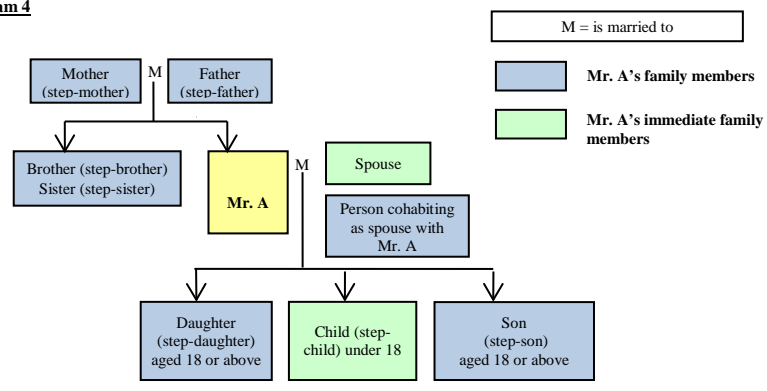 am 4
M = is married to
Mother
(step-mother)
M
Father
(step-father)
Mr. A's family members
Mr. A's immediate family
members
Brother (step-brother)
Sister (step-sister)
Mr. A
M
Spouse
Person cohabiting
as spouse with
Mr. A
Daughter
(step-daughter)
aged 18 or above
Child (step-
child) under 18
Son
(step-son)
aged 18 or above